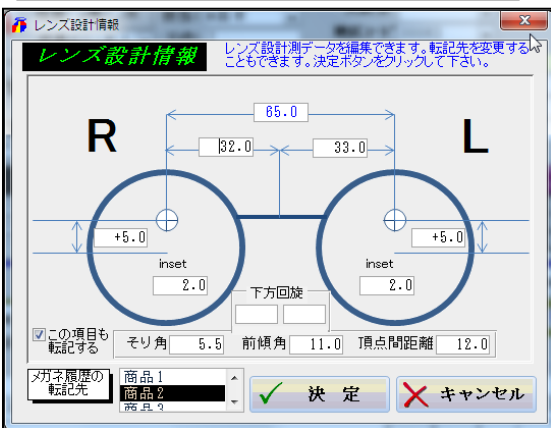 レンズ設計情報
レンズ設計情報
レンズ設計測データを編集できます。転記先を変更する
こともできます。決定ボタンをクリックして下さい。
65.0
R
32.0
33.0
L
+5.0
+5.0
inset
2.0
inset
2.0
下方回旋
この項目も
転記する
そり角 5.5 前傾角 11.0 頂点間距離 12.0
メガネ履歴の
転記先
商品1
商品2
商品3
決 定
キャンセル